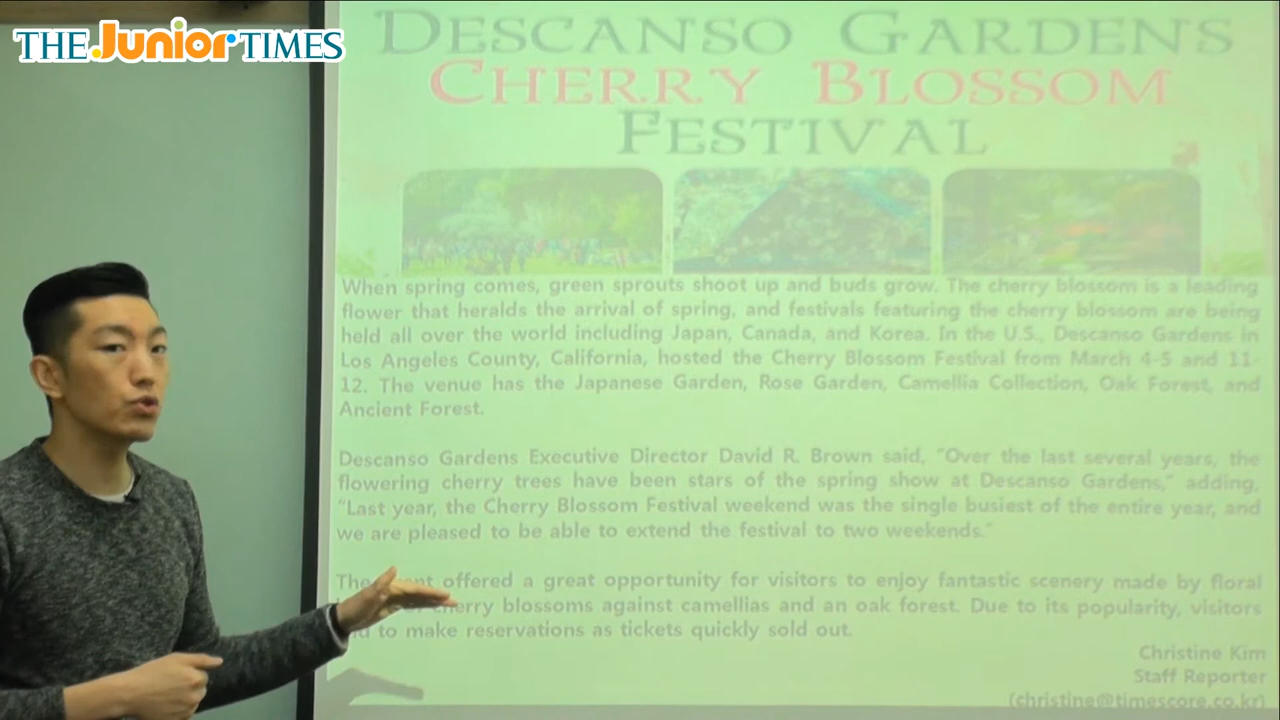 THE Junior TIMES
DESCANSO GARDENS
CHERRY BLOSSOM
FESTIVAL
When spring comes, green sprouts shoot up and buds grow. The cherry blossom is a leading
flower that heralds the arrival of spring, and festivals featuring the cherry blossom are being
held all over the world including Japan, Canada, and Korea. In the U.S., Descanso Gardens in
Los Angeles County, California, hosted the Cherry Blossom Festival from March 4-5 and 11-
12. The venue has the Japanese Garden, Rose Garden, Camellia Collection, Oak Forest, and
Ancient Forest.
Descanso Gardens Executive Director David R. Brown said, "Over the last several years, the
flowering cherry trees have been stars of the spring show at Descanso Gardens," adding,
"Last year, the Cherry Blossom Festival weekend was the single busiest of the entire year, and
we are pleased to be able to extend the festival to two weekends."
The offered a great opportunity for visitors to enjoy fantastic scenery made by floral
cherry blossoms against camellias and an oak forest. Due to its popularity, visitors
to make reservations as tickets quickly sold out.
Christine Kim
Staff Reporter
(christine@timescore.co.kr)